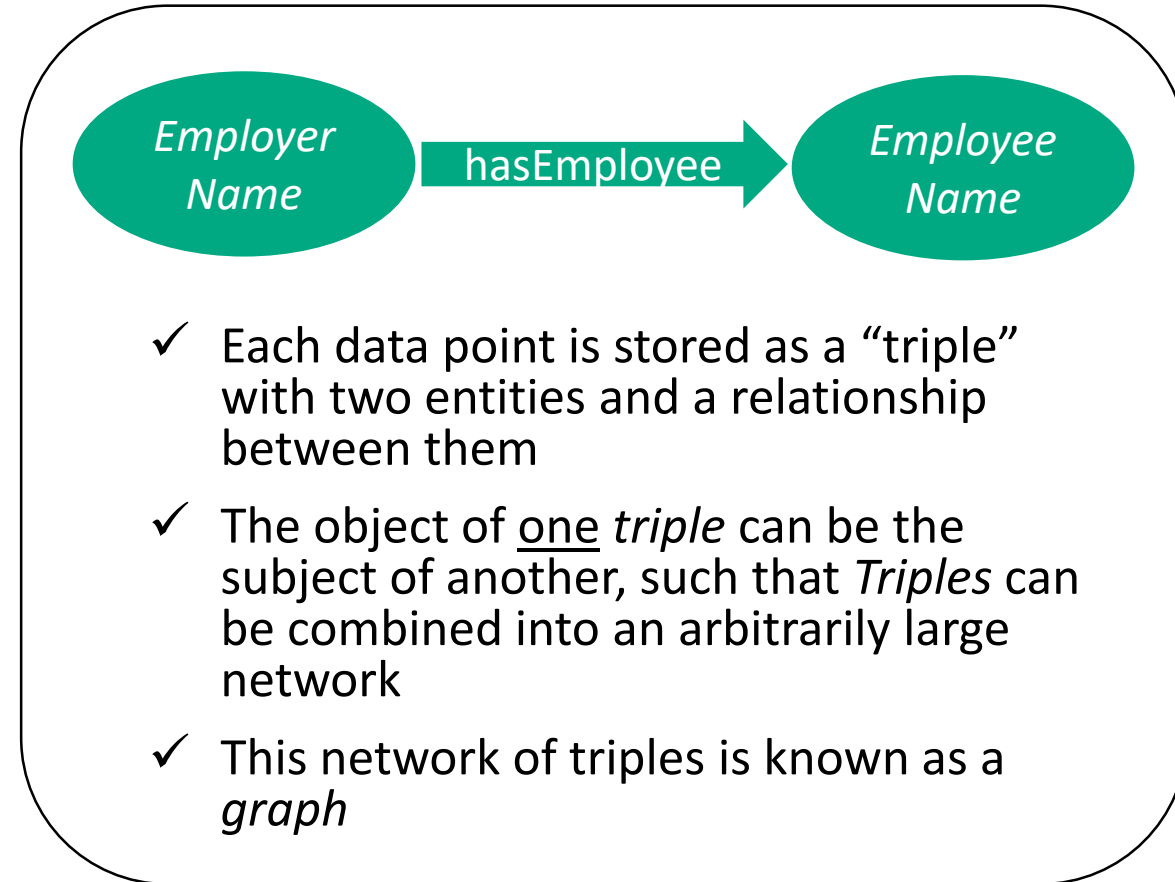 Employer
Name
hasEmployee
Employee
Name
✓ Each data point is stored as a “triple”
with two entities and a relationship
between them
✓ The object of one triple can be the
subject of another, such that Triples can
be combined into an arbitrarily large
network
✓ This network of triples is known as a
graph